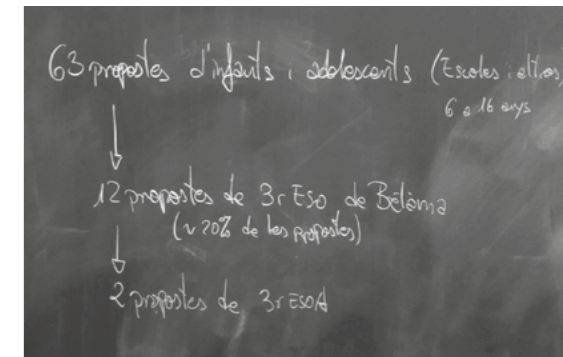 63 propostes d'infants i adolescents (Escoles i altres)
6 a 16 anys
12 propostes de 3r ESO de Betània
(~ 20% de les propostes)
2 propostes de 3r ESO A